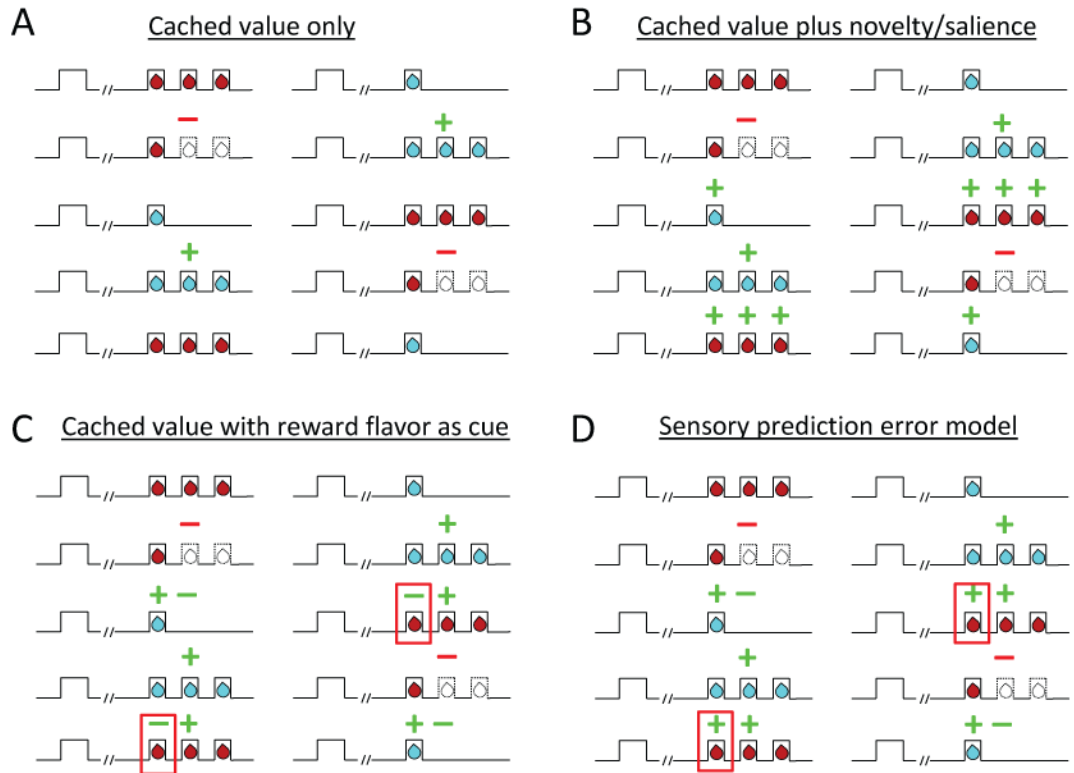 A
Cached value only
B
Cached value plus novelty/salience
C
Cached value with reward flavor as cue
D
Sensory prediction error model